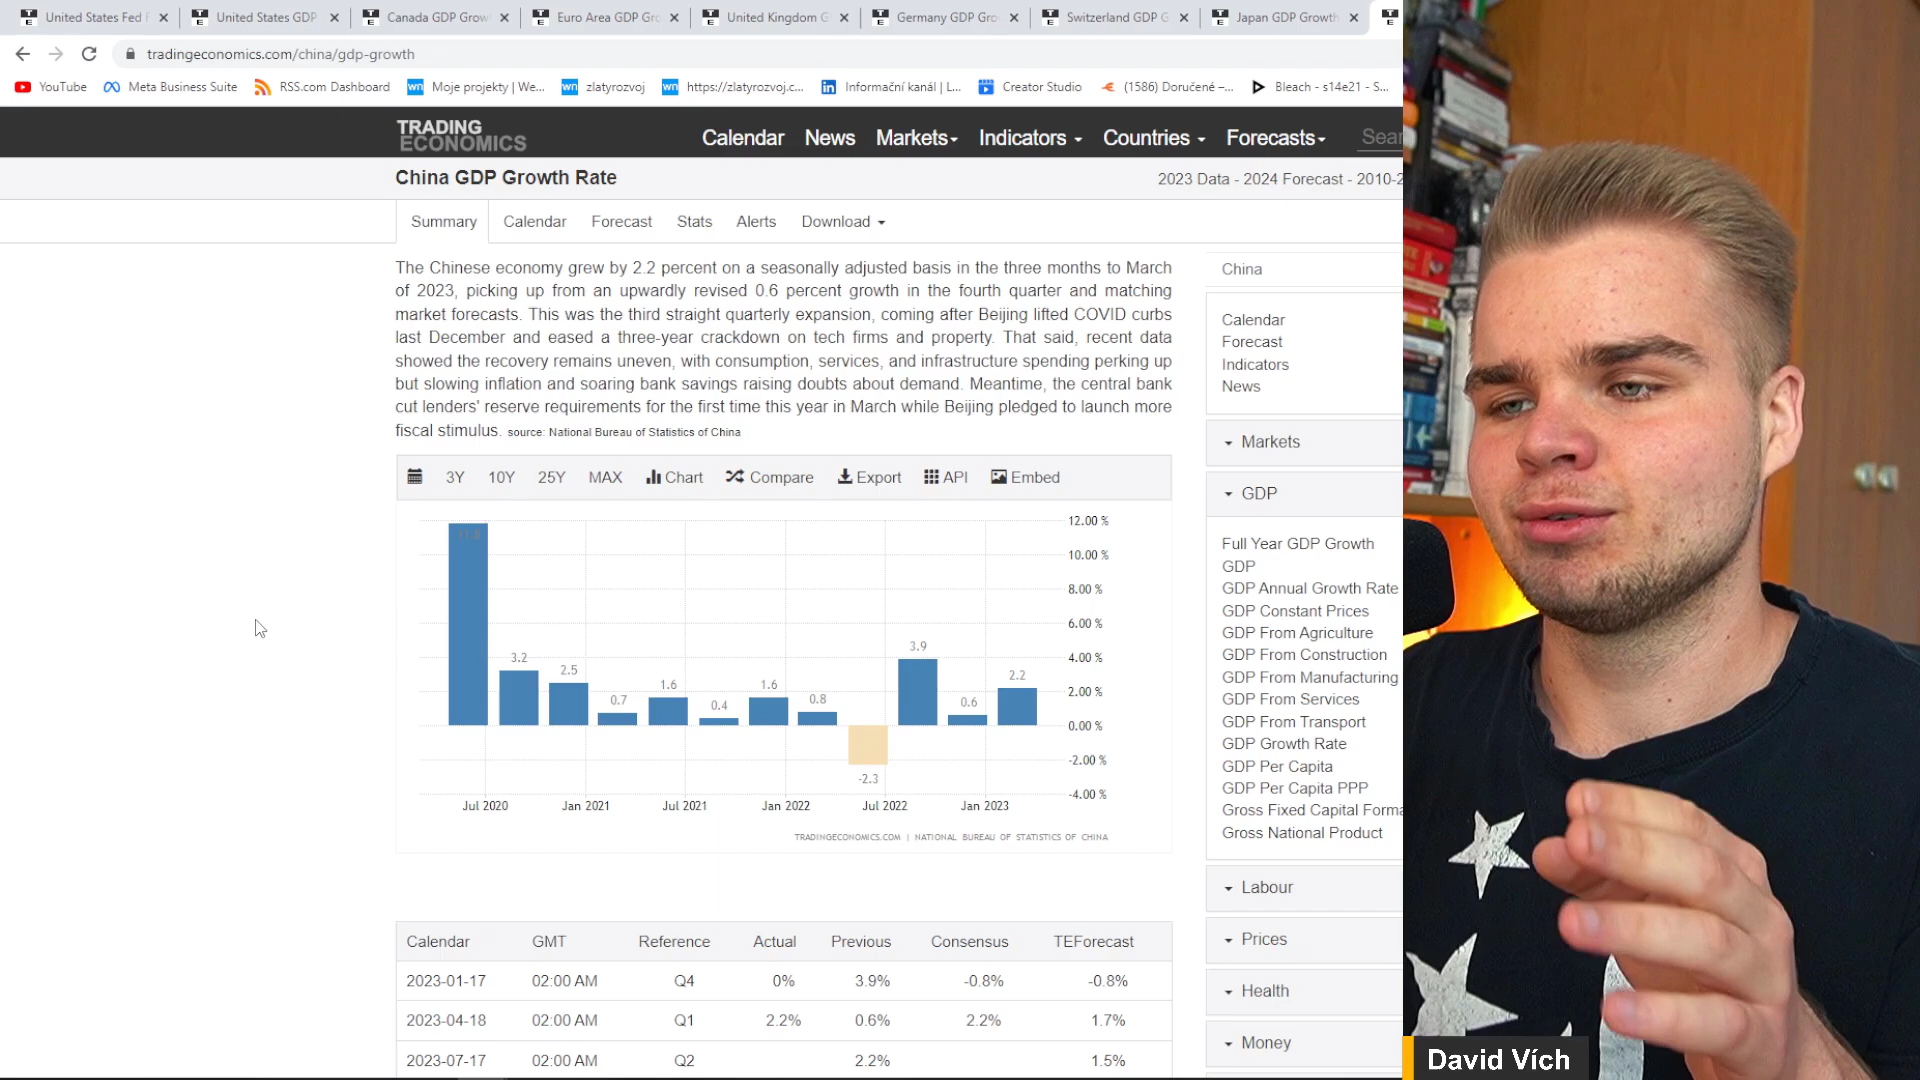 United States Fed
United States GDP
Canada GDP Grow
Euro Area GDP Gr
United Kingdom G
Germany GDP Gro
Switzerland GDP G
Japan GDP Growth
tradingeconomics.com/china/gdp-growth
YouTube
Meta Business Suite
RSS.com Dashboard
Moje projekty | We...
zlatyrozvoj
https://zlatyrozvoj.c...
Informační kanál | L...
Creator Studio
(1586) Doručené –...
Bleach - s14e21 - S...
TRADING
ECONOMICS
Calendar
News
Markets
Indicators
Countries
Forecasts
Sear
China GDP Growth Rate
2023 Data - 2024 Forecast - 2010-2
Summary
Calendar
Forecast
Stats
Alerts
Download
The Chinese economy grew by 2.2 percent on a seasonally adjusted basis in the three months to March
of 2023, picking up from an upwardly revised 0.6 percent growth in the fourth quarter and matching
market forecasts. This was the third straight quarterly expansion, coming after Beijing lifted COVID curbs
last December and eased a three-year crackdown on tech firms and property. That said, recent data
showed the recovery remains uneven, with consumption, services, and infrastructure spending perking up
but slowing inflation and soaring bank savings raising doubts about demand. Meantime, the central bank
cut lenders' reserve requirements for the first time this year in March while Beijing pledged to launch more
fiscal stimulus. source: National Bureau of Statistics of China
3Y
10Y
25Y
MAX
Chart
Compare
Export
API
Embed
12.00 %
10.00 %
8.00 %
6.00 %
4.00 %
2.00 %
0.00 %
-2.00 %
-4.00 %
3.2
2.5
0.7
1.6
0.4
1.6
0.8
-2.3
3.9
0.6
2.2
Jul 2020
Jan 2021
Jul 2021
Jan 2022
Jul 2022
Jan 2023
TRADINGECONOMICS.COM | NATIONAL BUREAU OF STATISTICS OF CHINA
Calendar GMT Reference Actual Previous Consensus TEForecast
2023-01-17 02:00 AM Q4 0% 3.9% -0.8% -0.8%
2023-04-18 02:00 AM Q1 2.2% 0.6% 2.2% 1.7%
2023-07-17 02:00 AM Q2 2.2% 1.5%
China
Calendar
Forecast
Indicators
News
Markets
GDP
Full Year GDP Growth
GDP
GDP Annual Growth Rate
GDP Constant Prices
GDP From Agriculture
GDP From Construction
GDP From Manufacturing
GDP From Services
GDP From Transport
GDP Growth Rate
GDP Per Capita
GDP Per Capita PPP
Gross Fixed Capital Forma
Gross National Product
Labour
Prices
Health
Money
David Vích